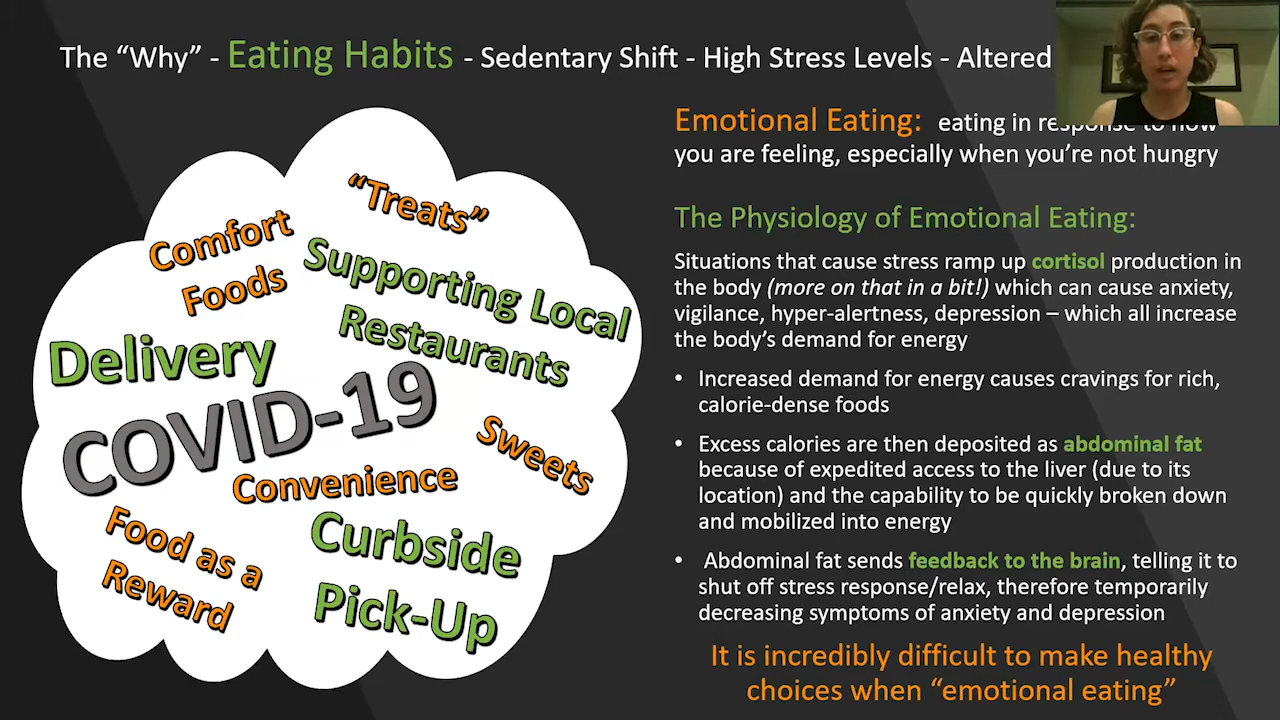 The “Why” - Eating Habits - Sedentary Shift - High Stress Levels - Altered
“Treats”
Comfort
Foods
Supporting Local
Restaurants
Delivery
COVID-19
Sweets
Convenience
Food as a
Reward
Curbside
Pick-Up
Emotional Eating: eating in response to how
you are feeling, especially when you’re not hungry
The Physiology of Emotional Eating:
Situations that cause stress ramp up cortisol production in
the body (more on that in a bit!) which can cause anxiety,
vigilance, hyper-alertness, depression – which all increase
the body’s demand for energy
• Increased demand for energy causes cravings for rich,
calorie-dense foods
• Excess calories are then deposited as abdominal fat
because of expedited access to the liver (due to its
location) and the capability to be quickly broken down
and mobilized into energy
• Abdominal fat sends feedback to the brain, telling it to
shut off stress response/relax, therefore temporarily
decreasing symptoms of anxiety and depression
It is incredibly difficult to make healthy
choices when “emotional eating”